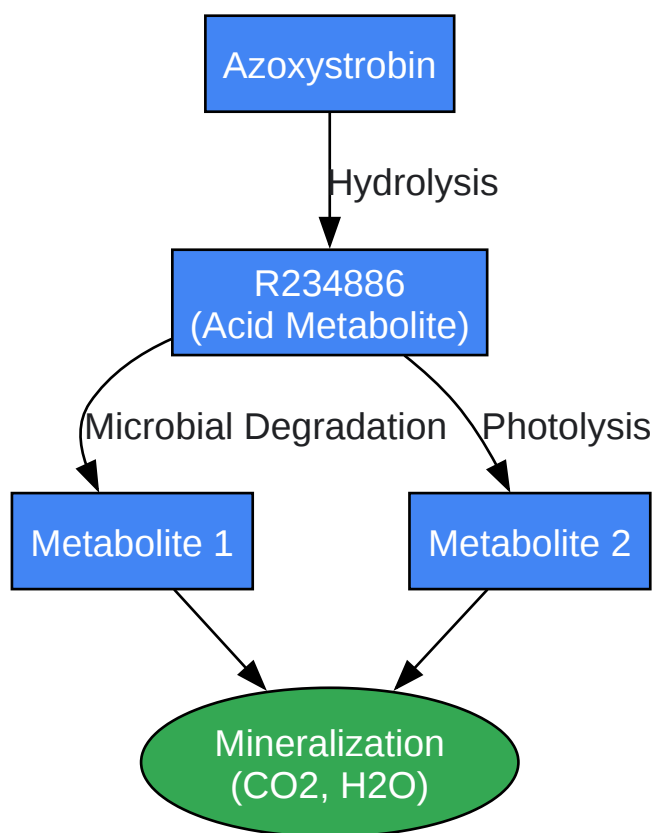 Azoxystrobin
Hydrolysis
R234886
(Acid Metabolite)
Microbial Degradation
Photolysis
Metabolite 1
Metabolite 2
Mineralization
(CO2, H2O)